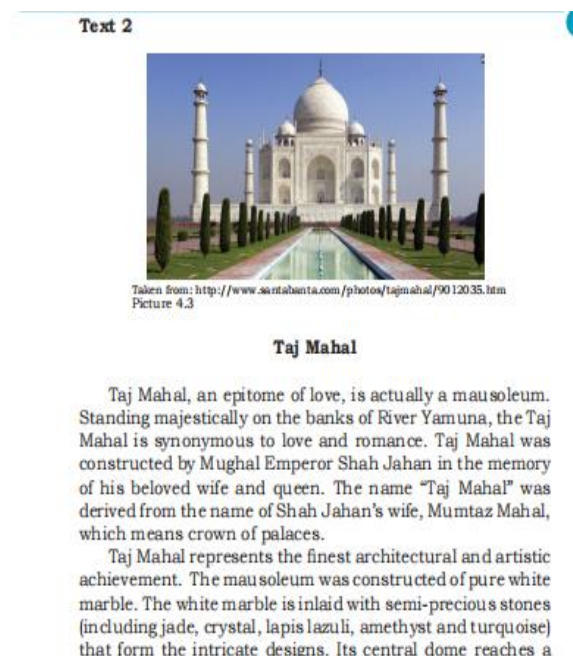 Text 2
Taken from: http://www.santabanta.com/photos/tajmahal/9012035.htm
Picture 4.3
Taj Mahal
Taj Mahal, an epitome of love, is actually a mausoleum.
Standing majestically on the banks of River Yamuna, the Taj
Mahal is synonymous to love and romance. Taj Mahal was
constructed by Mughal Emperor Shah Jahan in the memory
of his beloved wife and queen. The name “Taj Mahal” was
derived from the name of Shah Jahan’s wife, Mumtaz Mahal,
which means crown of palaces.
Taj Mahal represents the finest architectural and artistic
achievement. The mausoleum was constructed of pure white
marble. The white marble is inlaid with semi-precious stones
(including jade, crystal, lapis lazuli, amethyst and turquoise)
that form the intricate designs. Its central dome reaches a